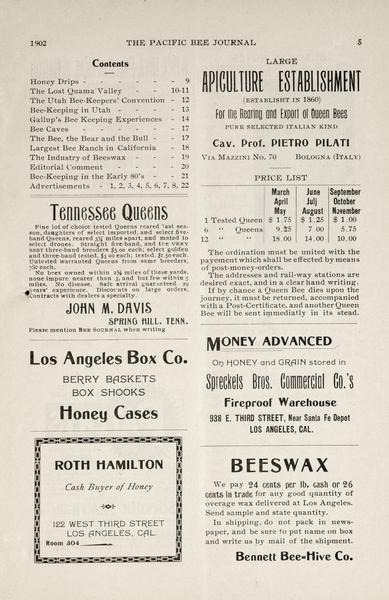 1902 THE PACIFIC BEE JOURNAL 5
Contents
Honey Drips - - - - - - 9
The Lost Quama Valley - - - 10-11
The Utah Bee-Keepers' Convention - 12
Bee-Keeping in Utah - - - - 13
Gallup's Bee Keeping Experiences - 14
Bee Caves - - - - - - 17
The Bee, the Bear and the Bull - - 17
Largest Bee Ranch in California - 18
The Industry of Beeswax - - - 19
Editorial Comment - - - - 20
Bee-Keeping in the Early 80's - - 21
Advertisements - 1, 2, 3, 4, 5, 6, 7, 8, 22
Tennessee Queens
Fine lot of choice tested Queens reared last sea-
son, daughters of select imported, and select five-
band Queens, reared 3½ miles apart and mated to
select drones. Straight five-band, and the VERY
BEST three-band breeders $3.00 each; select golden
and three-band tested, $3.00 each; tested, $1.50 each.
Untested warranted Queens from same breeders,
75c each.
No bees owned within 2¾ miles of these yards,
none impure nearer than 3, and but few within 5
miles. No disease. Safe arrival guaranteed 29
years' experience. Discounts on large orders.
Contracts with dealers a specialty.
JOHN M. DAVIS
SPRING HILL, TENN.
Please mention BEE JOURNAL when writing
Los Angeles Box Co.
BERRY BASKETS
BOX SHOOKS
Honey Cases
ROTH HAMILTON
Cash Buyer of Honey
122 WEST THIRD STREET
LOS ANGELES, CAL.
Room 304
LARGE
APICULTURE ESTABLISHMENT
(ESTABLISHT IN 1860)
For the Rearing and Export of Queen Bees
PURE SELECTED ITALIAN KIND
Cav. Prof. PIETRO PILATI
VIA MAZZINI NO. 70 BOLOGNA (ITALY)
PRICE LIST
March April May June July August September October November
1 Tested Queen $ 1.75 $ 1.25 $ 1.00
6 " Queens 9.25 7.00 5.75
12 " " 18.00 14.00 10.00
The ordination must be united with the
payement which shall be effected by means
of post-money-orders.
The addresses and rail-way stations are
desired exact, and in a clear hand writing.
If by chance a Queen Bee dies upon the
journey, it must be returned, accompained
with a Post-Certificate, and another Queen
Bee will be sent immediately in its stead.
MONEY ADVANCED
On HONEY and GRAIN stored in
Spreckels Bros. Commercial Co.'s
Fireproof Warehouse
938 E. THIRD STREET, Near Santa Fe Depot
LOS ANGELES, CAL.
BEESWAX
We pay 24 cents per lb. cash or 26
cents in trade for any good quantity of
overage wax delivered at Los Angeles.
Send sample and state quantity.
In shipping, do not pack in news-
paper, and be sure to put name on box
and write us by mail of the shipment.
Bennett Bee=Hive Co.